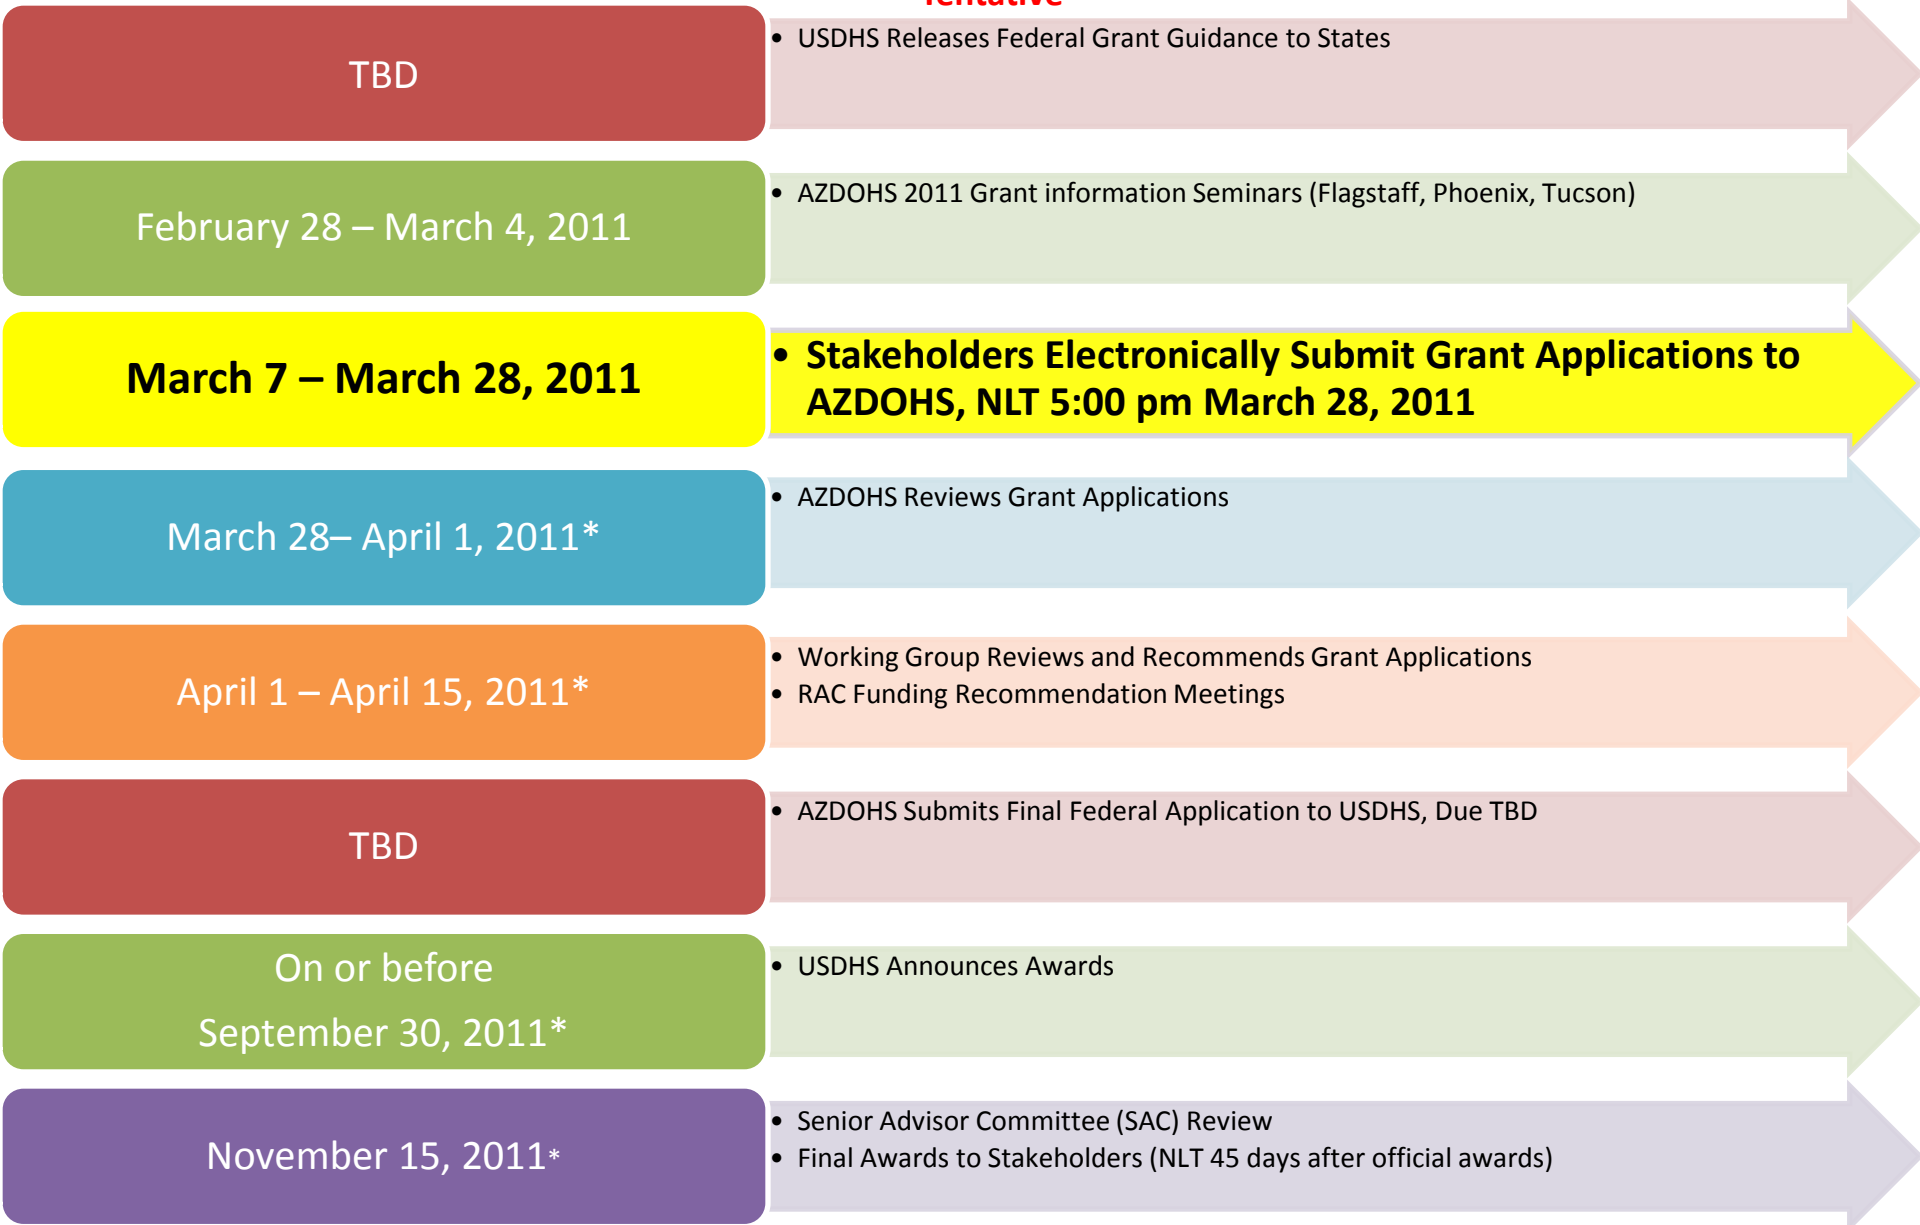 Tentative
TBD
• USDHS Releases Federal Grant Guidance to States
February 28 – March 4, 2011
• AZDOHS 2011 Grant information Seminars (Flagstaff, Phoenix, Tucson)
March 7 – March 28, 2011
• Stakeholders Electronically Submit Grant Applications to
AZDOHS, NLT 5:00 pm March 28, 2011
March 28– April 1, 2011*
• AZDOHS Reviews Grant Applications
April 1 – April 15, 2011*
• Working Group Reviews and Recommends Grant Applications
• RAC Funding Recommendation Meetings
TBD
• AZDOHS Submits Final Federal Application to USDHS, Due TBD
On or before
September 30, 2011*
• USDHS Announces Awards
November 15, 2011*
• Senior Advisor Committee (SAC) Review
• Final Awards to Stakeholders (NLT 45 days after official awards)